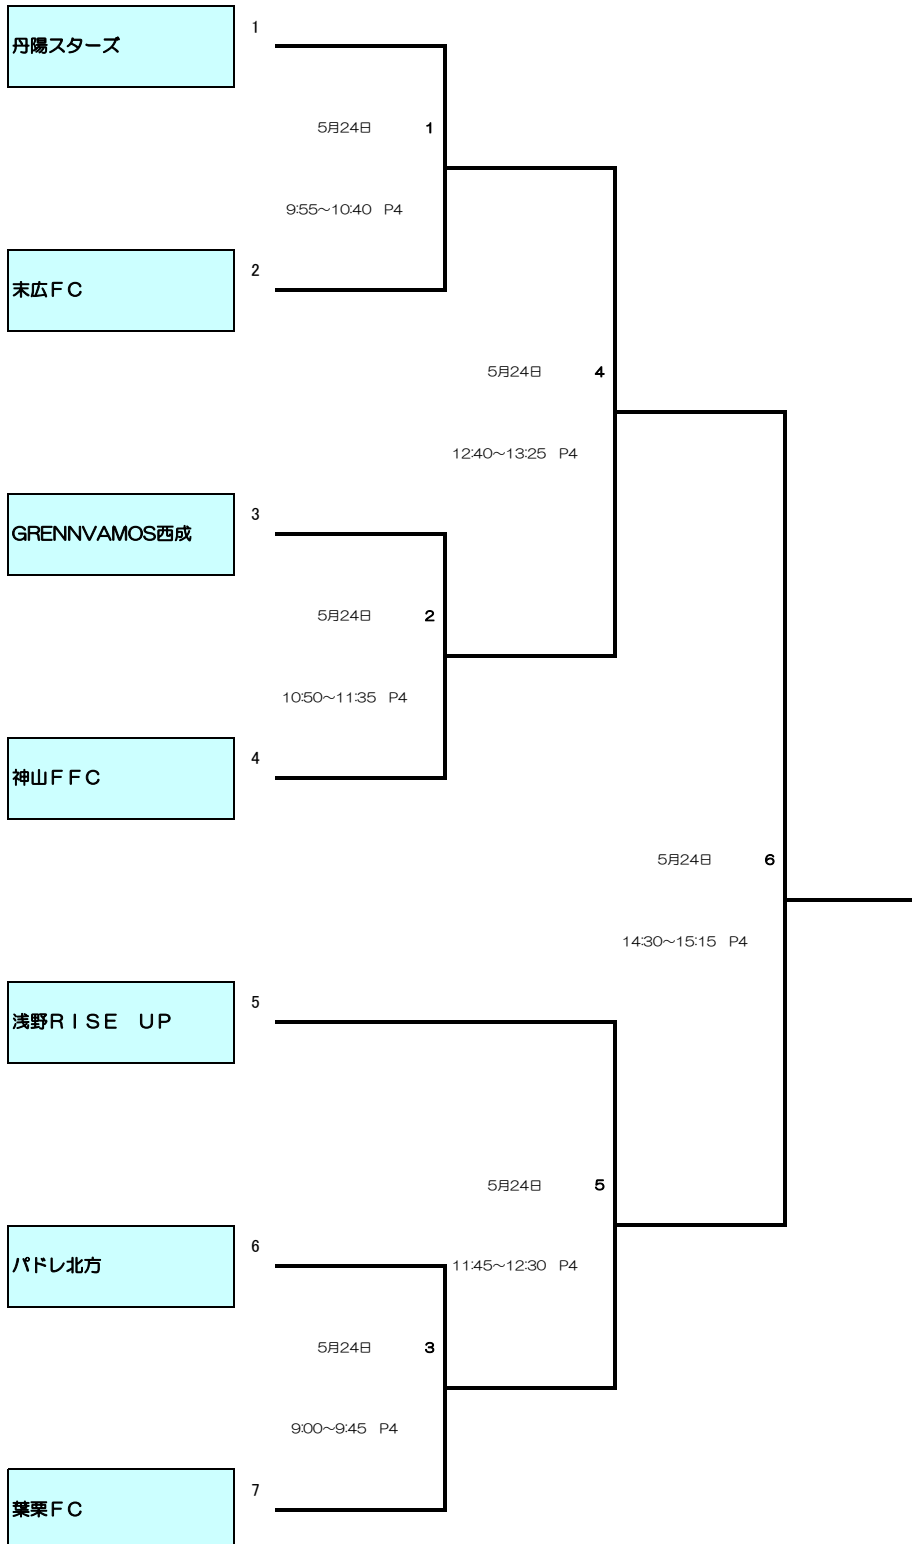 丹陽スターズ
1
5月24日 1
9:55～10:40 P4
末広ＦＣ
2
5月24日 4
12:40～13:25 P4
GRENNVAMOS西成
3
5月24日 2
10:50～11:35 P4
神山ＦＦＣ
4
5月24日 6
14:30～15:15 P4
浅野ＲＩＳＥ　ＵＰ
5
5月24日 5
パドレ北方
6
11:45～12:30 P4
5月24日 3
9:00～9:45 P4
葉栗ＦＣ
7